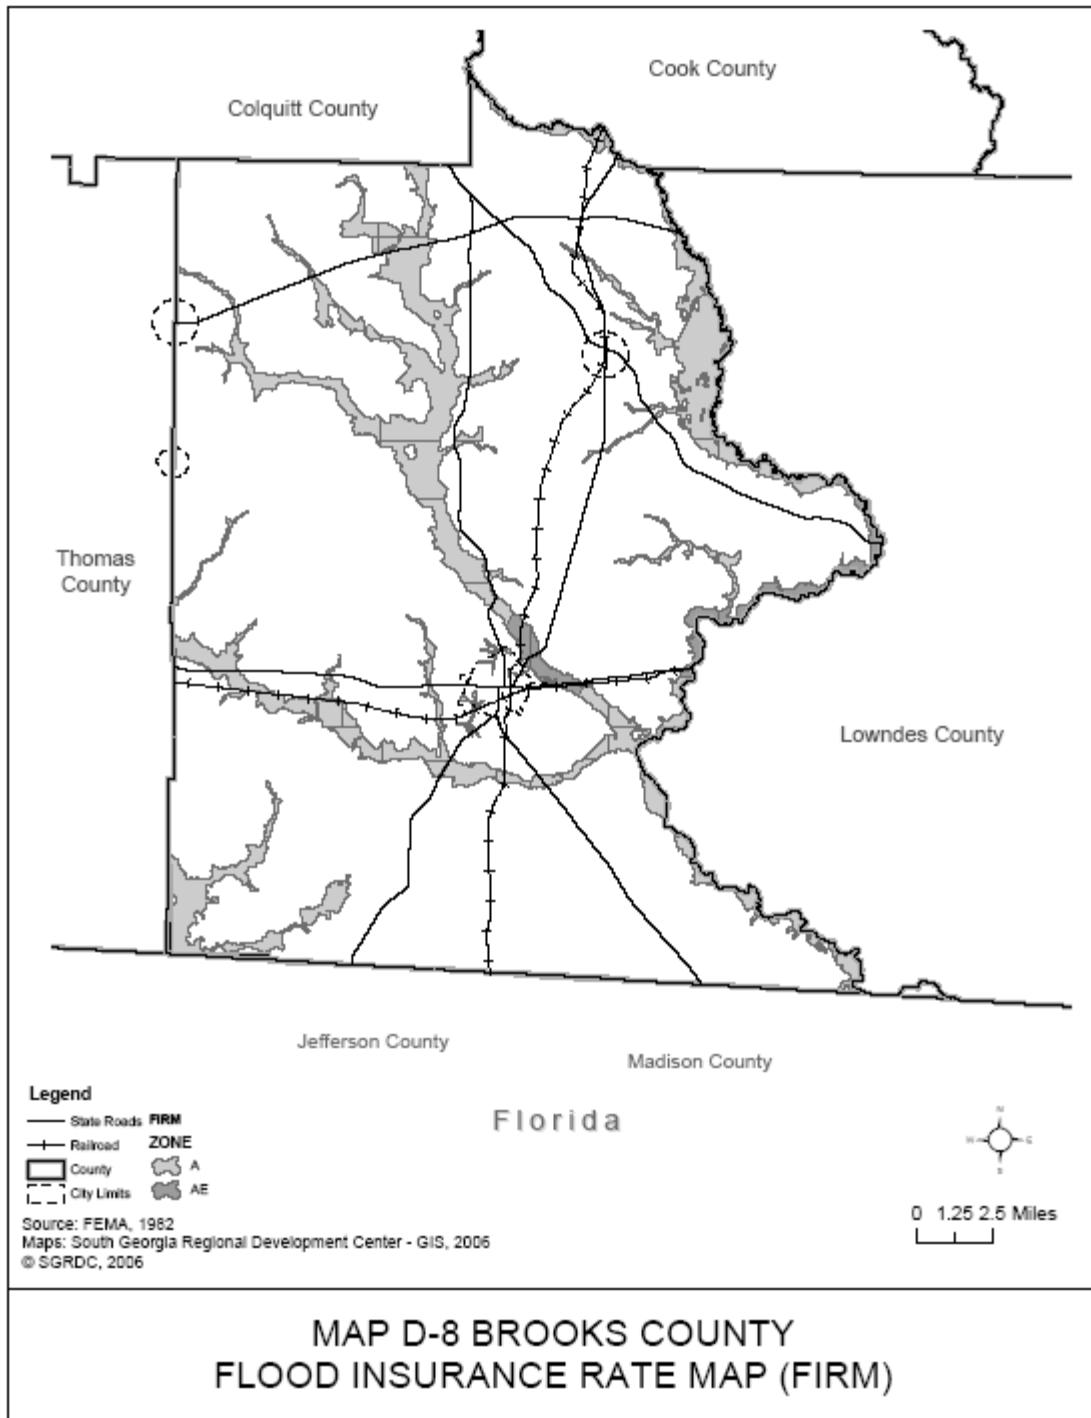 Cook County
Colquitt County
Thomas
County
Lowndes County
Jefferson County
Madison County
Florida
Legend
State Roads
Railroad
County
City Limits
FIRM
ZONE
A
AE
N
W
E
S
0 1.25 2.5 Miles
Source: FEMA, 1982
Maps: South Georgia Regional Development Center - GIS, 2006
© SGRDC, 2006
MAP D-8 BROOKS COUNTY
FLOOD INSURANCE RATE MAP (FIRM)